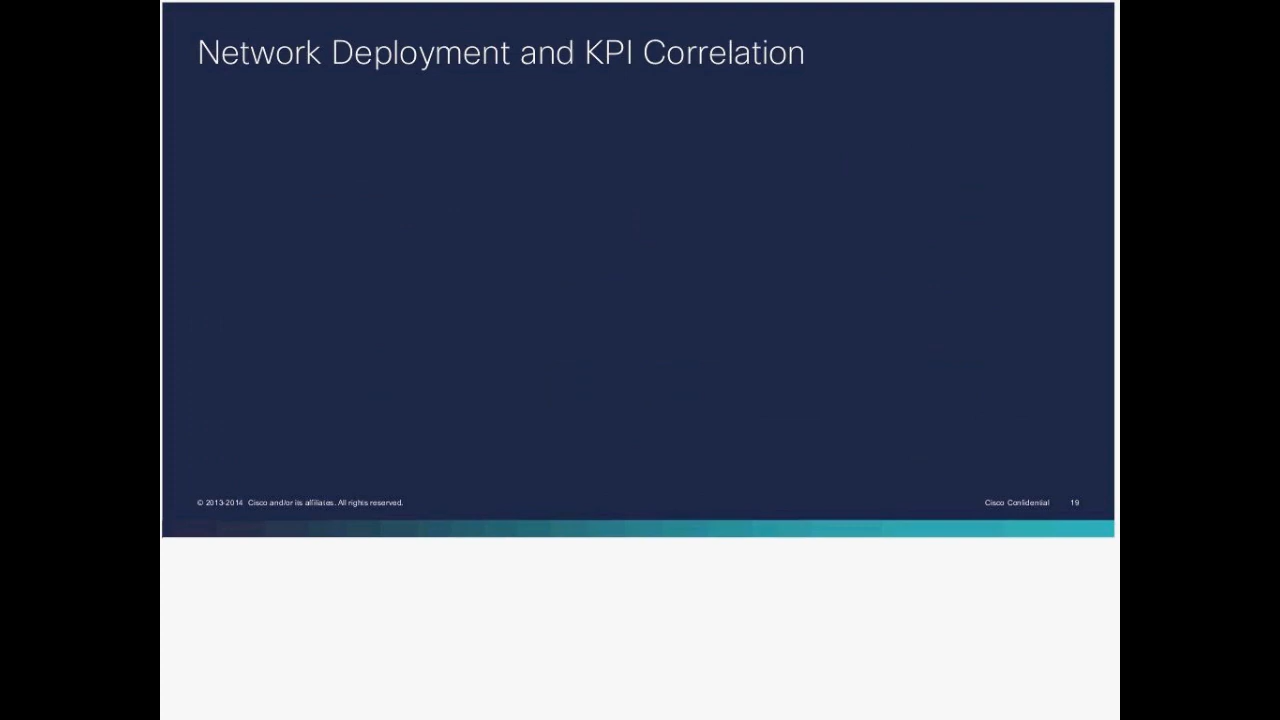 Network Deployment and KPI Correlation
© 2013-2014 Cisco and/or its affiliates. All rights reserved.
Cisco Confidential 19